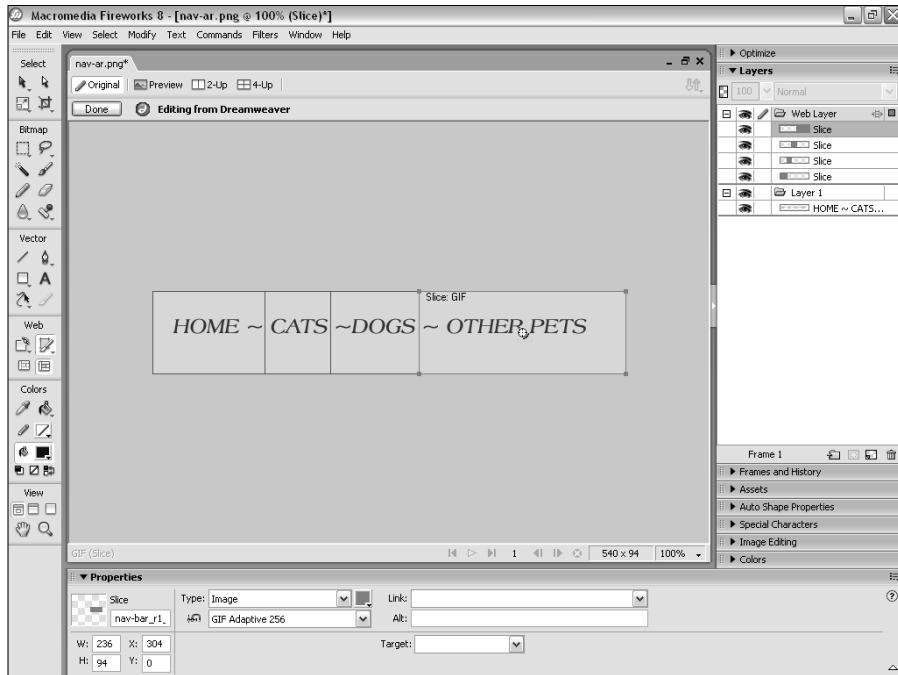 Macromedia Fireworks 8 - [nav-ar.png @ 100% (Slice)*]
File Edit View Select Modify Text Commands Filters Window Help
Select
Bitmap
Vector
Web
Colors
View
nav-ar.png*
Original Preview 2-Up 4-Up
Done Editing from Dreamweaver
Slice: GIF
HOME ~ CATS ~DOGS ~ OTHER PETS
GIF (Slice) 1 540 x 94 100%
Optimize
Layers
100 Normal
Web Layer
Slice
Slice
Slice
Slice
Layer 1
HOME ~ CATS...
Frame 1
Frames and History
Assets
Auto Shape Properties
Special Characters
Image Editing
Colors
Properties
Slice Type: Image Link:
nav-bar_r1_ GIF Adaptive 256 Alt:
W: 236 X: 304 Target:
H: 94 Y: 0